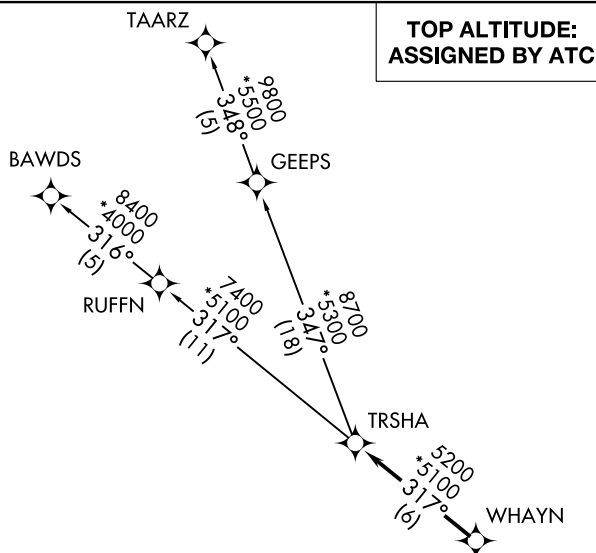 TAARZ
TOP ALTITUDE:
ASSIGNED BY ATC
9800
*5500
348°
(5)
GEEPS
BAWDS
8400
*4000
316°
(5)
RUFFN
7400
*5100
317°
(11)
8700
*5300
347°
(18)
TRSHA
5200
*5100
317°
(6)
WHAYN